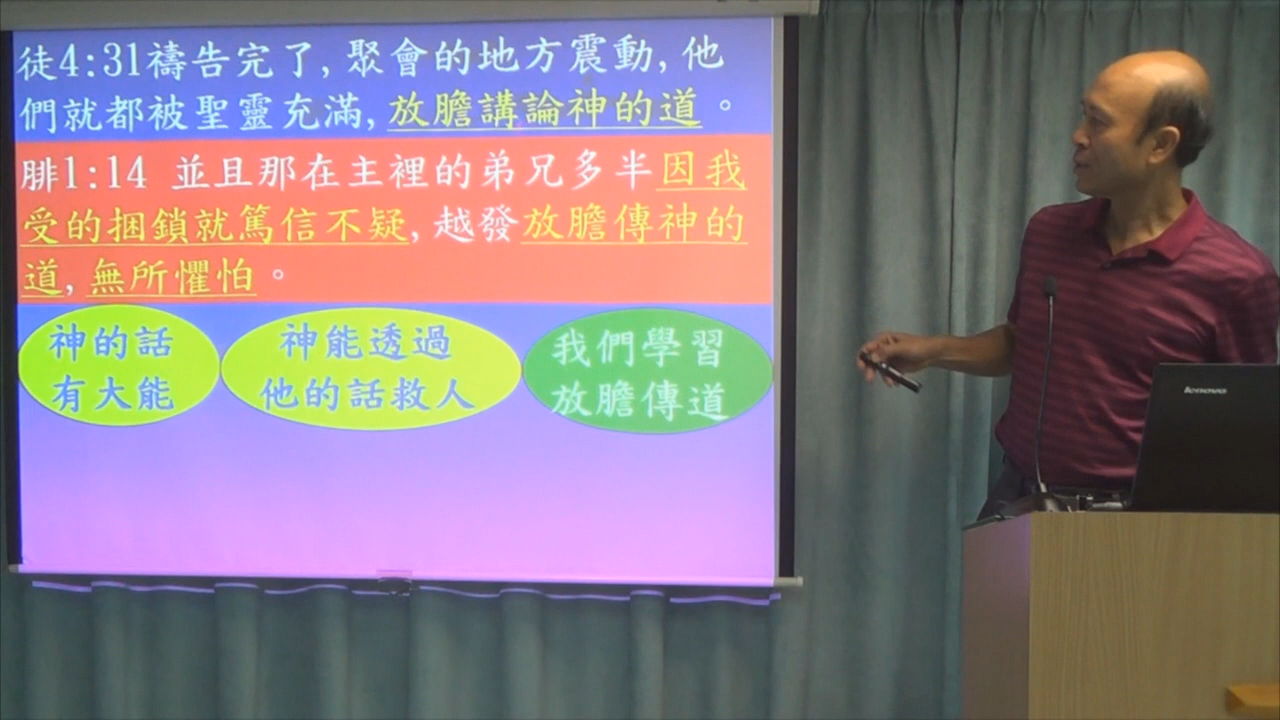 徒4:31禱告完了, 聚會的地方震動, 他
們就都被聖靈充滿, 放膽講論神的道。
腓1:14 並且那在主裡的弟兄多半因我
受的捆鎖就篤信不疑, 越發放膽傳神的
道, 無所懼怕。
神的話
有大能
神能透過
他的話救人
我們學習
放膽傳道
lenovo